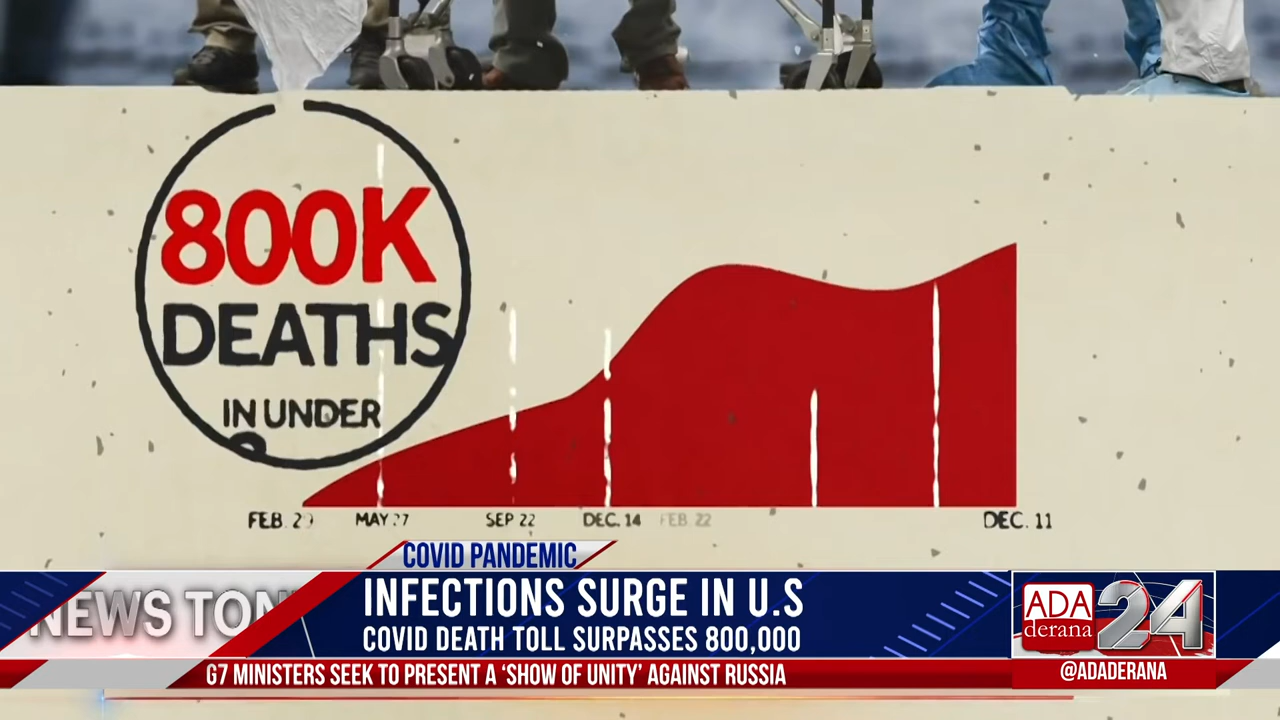 800K
DEATHS
IN UNDER
FEB. 29 MAY 27 SEP 22 DEC. 14 FEB 22 DEC. 11
COVID PANDEMIC
NEWS TON
INFECTIONS SURGE IN U.S
COVID DEATH TOLL SURPASSES 800,000
G7 MINISTERS SEEK TO PRESENT A ‘SHOW OF UNITY’ AGAINST RUSSIA
ADA
derana
24
@ADADERANA